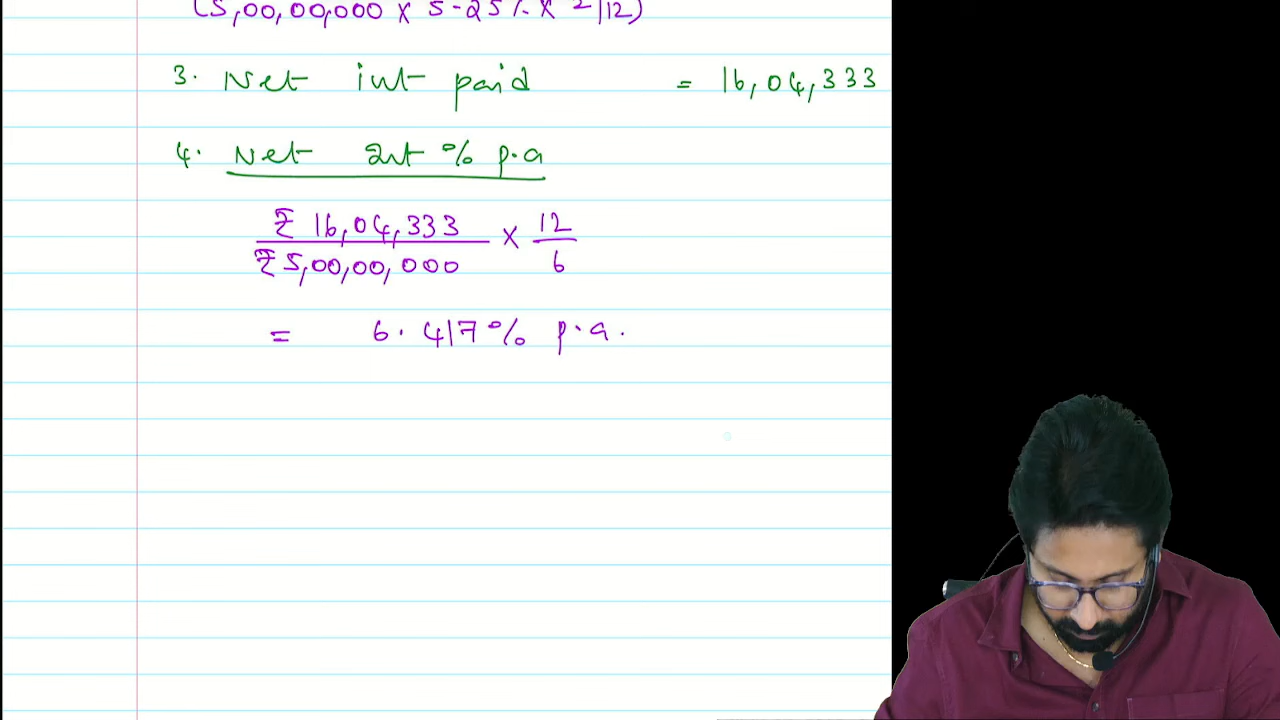 (5,00,00,000 x 5.25% x 2/12)
3. Net int paid = 16,04,333
4. Net Int % p.a
₹ 16,04,333 / ₹ 5,00,00,000 x 12/6
= 6.417% p.a.